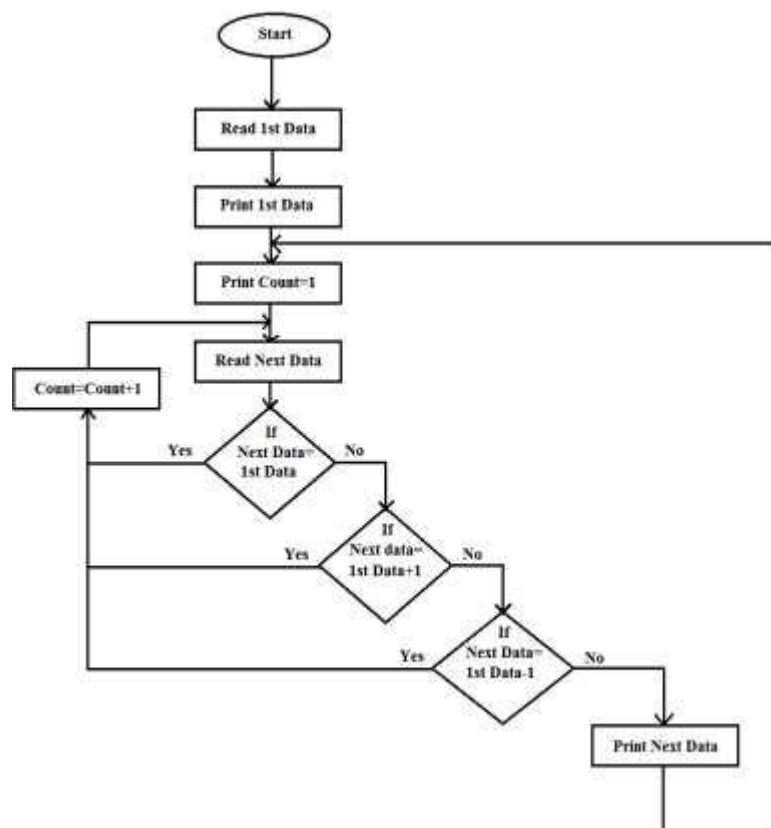 Start
Read 1st Data
Print 1st Data
Print Count=1
Read Next Data
Count=Count+1
If
Next Data=
1st Data
Yes
No
If
Next data=
1st Data+1
Yes
No
If
Next Data=
1st Data-1
Yes
No
Print Next Data